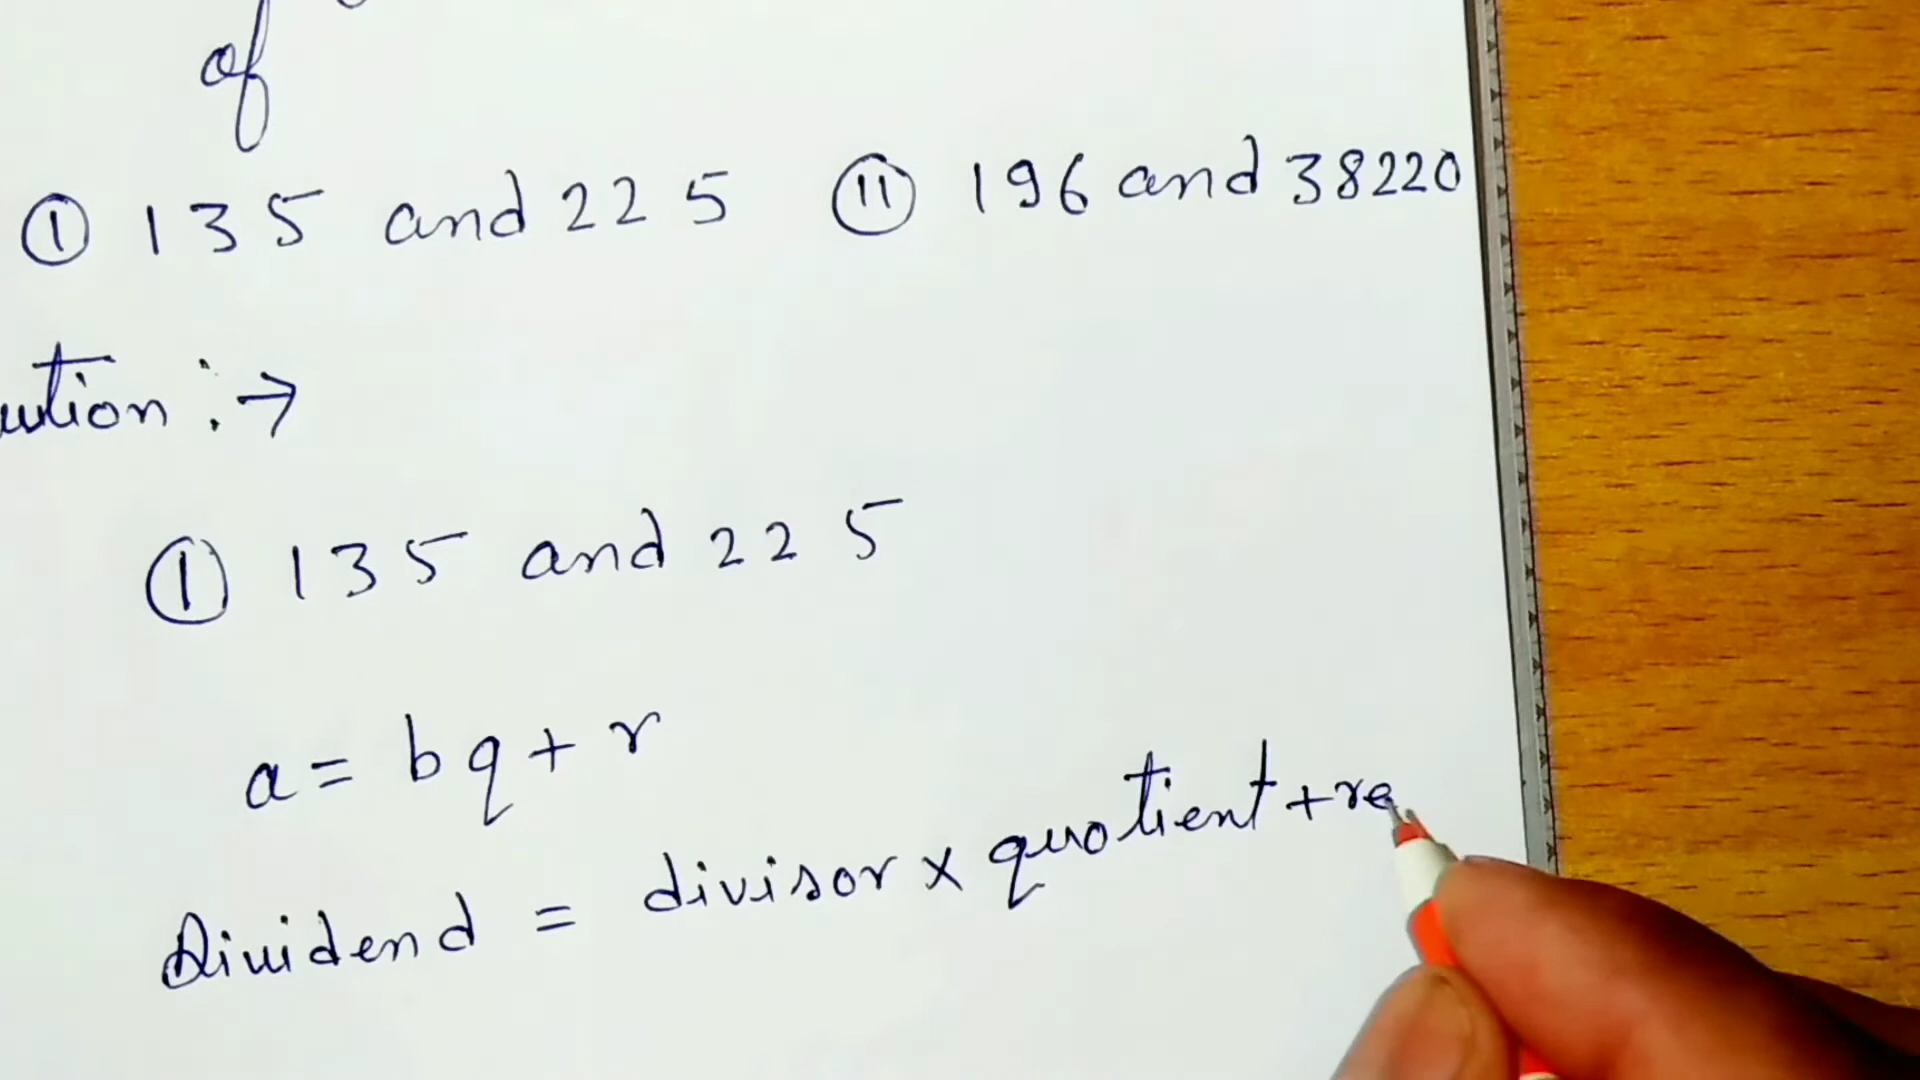 of
① 135 and 225 ⑪ 196 and 38220
ution :→
① 135 and 225
a = bq + r
Dividend = divisor × quotient + re